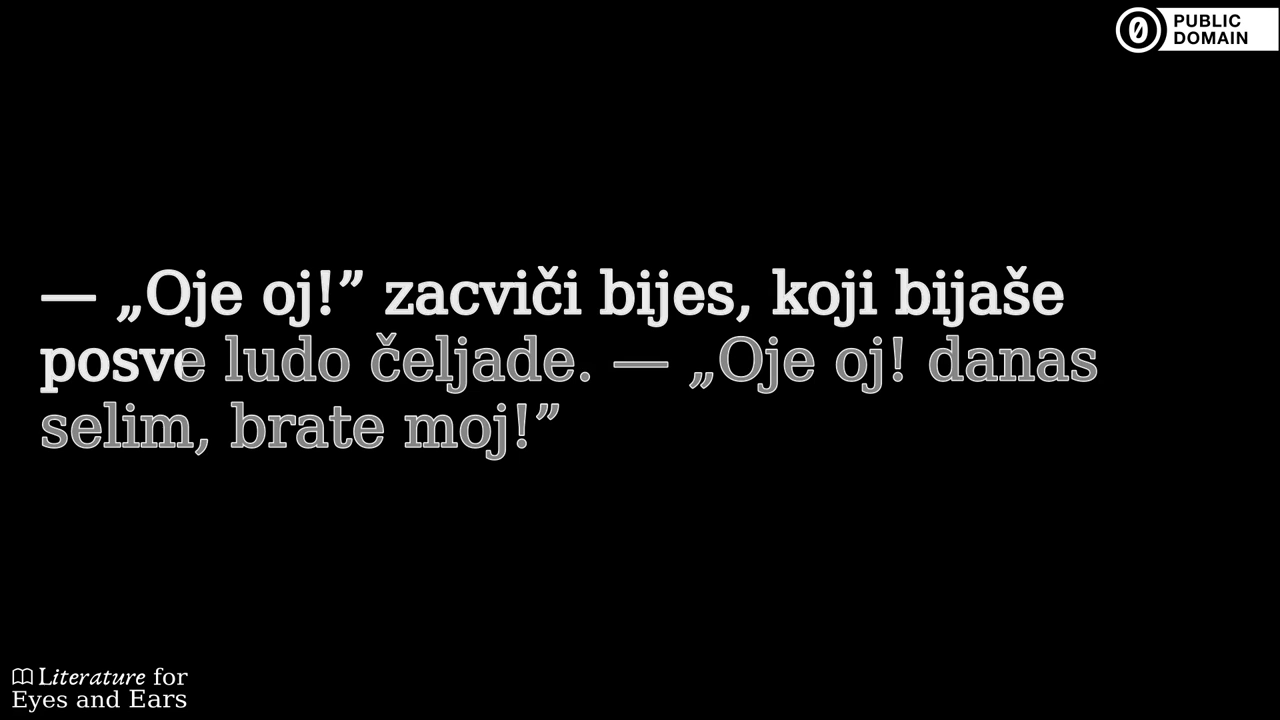 PUBLIC
DOMAIN
— „Oje oj!” zacviči bijes, koji bijaše
posve ludo čeljade. — „Oje oj! danas
selim, brate moj!”
Literature for
Eyes and Ears